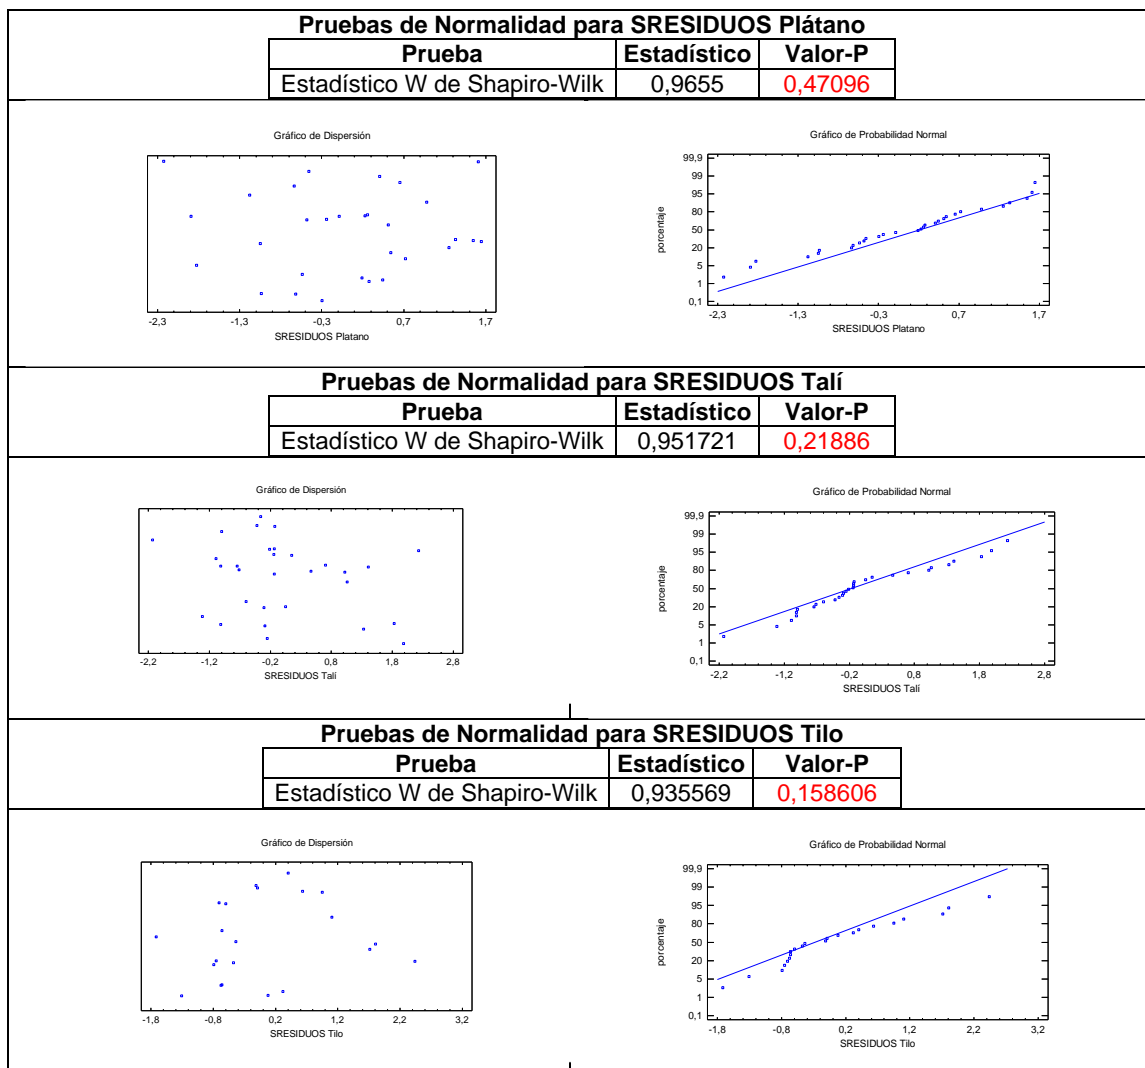 Pruebas de Normalidad para SRESIDUOS Plátano
Prueba Estadístico Valor-P
Estadístico W de Shapiro-Wilk 0,9655 0,47096
Gráfico de Dispersión
-2,3 -1,3 -0,3 0,7 1,7
SRESIDUOS Platano
Gráfico de Probabilidad Normal
99,9
99
95
80
50
20
5
1
0,1
porcentaje
-2,3 -1,3 -0,3 0,7 1,7
SRESIDUOS Platano
Pruebas de Normalidad para SRESIDUOS Talí
Prueba Estadístico Valor-P
Estadístico W de Shapiro-Wilk 0,951721 0,21886
Gráfico de Dispersión
-2,2 -1,2 -0,2 0,8 1,8 2,8
SRESIDUOS Talí
Gráfico de Probabilidad Normal
99,9
99
95
80
50
20
5
1
0,1
porcentaje
-2,2 -1,2 -0,2 0,8 1,8 2,8
SRESIDUOS Talí
Pruebas de Normalidad para SRESIDUOS Tilo
Prueba Estadístico Valor-P
Estadístico W de Shapiro-Wilk 0,935569 0,158606
Gráfico de Dispersión
-1,8 -0,8 0,2 1,2 2,2 3,2
SRESIDUOS Tilo
Gráfico de Probabilidad Normal
99,9
99
95
80
50
20
5
1
0,1
porcentaje
-1,8 -0,8 0,2 1,2 2,2 3,2
SRESIDUOS Tilo